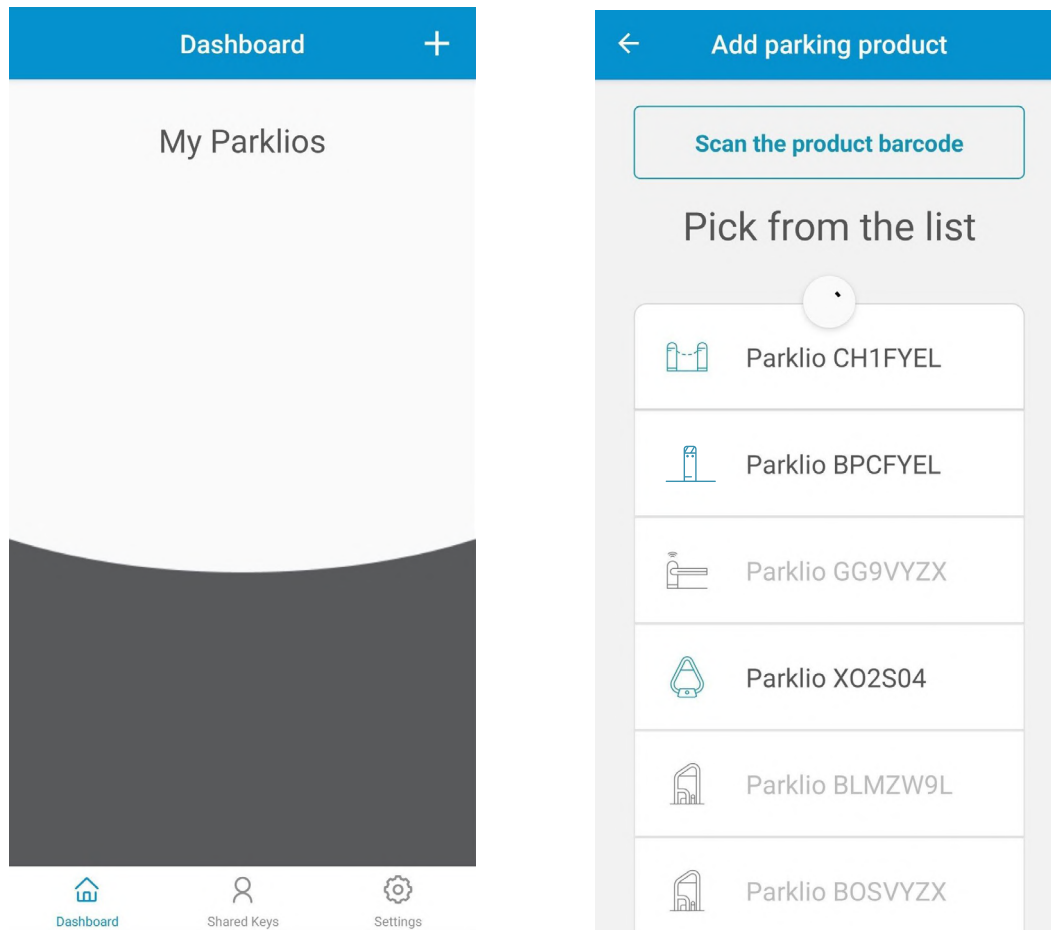 Dashboard
My Parklios
Dashboard
Shared Keys
Settings
Add parking product
Scan the product barcode
Pick from the list
Parklio CH1FYEL
Parklio BPCFYEL
Parklio GG9VYZX
Parklio XO2S04
Parklio BLMZW9L
Parklio BOSVYZX